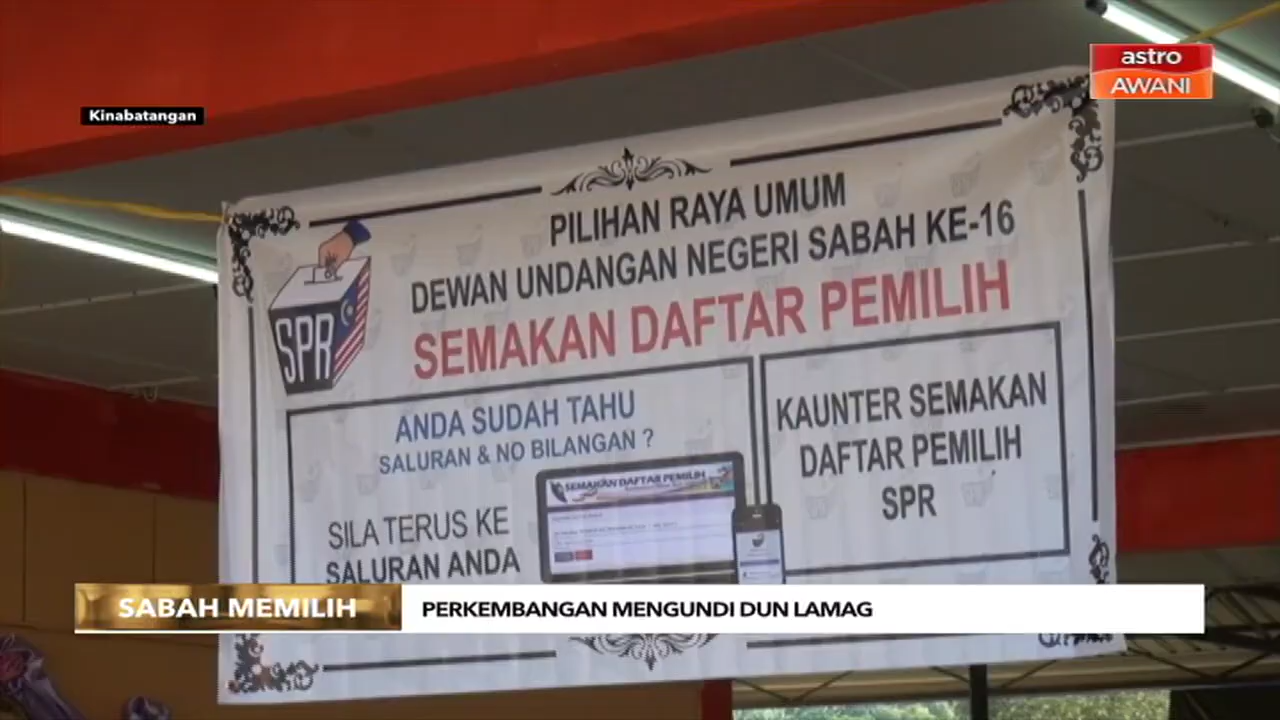 astro
AWANI
Kinabatangan
PILIHAN RAYA UMUM
DEWAN UNDANGAN NEGERI SABAH KE-16
SEMAKAN DAFTAR PEMILIH
SPR
ANDA SUDAH TAHU
SALURAN & NO BILANGAN ?
SILA TERUS KE
SALURAN ANDA
SEMAKAN DAFTAR PEMILIH
KAUNTER SEMAKAN
DAFTAR PEMILIH
SPR
SABAH MEMILIH
PERKEMBANGAN MENGUNDI DUN LAMAG